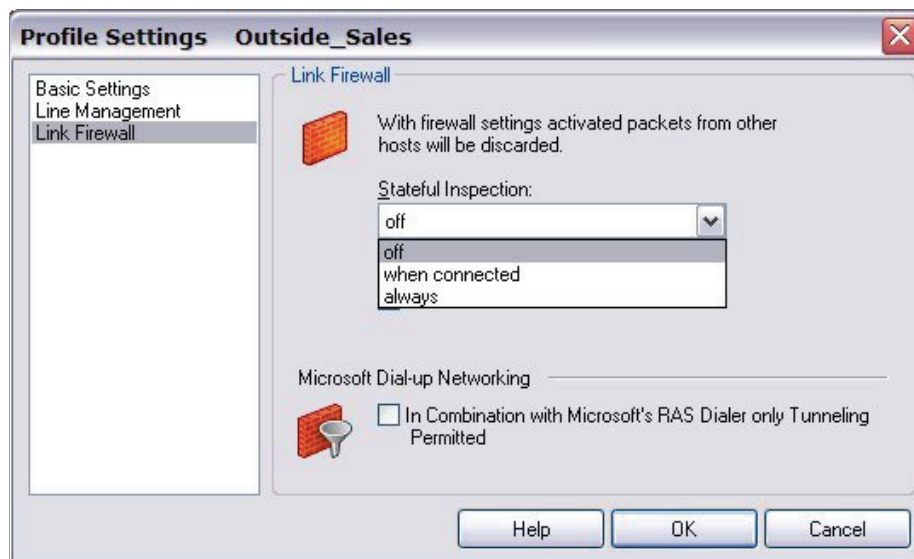 Profile Settings Outside_Sales
Basic Settings
Line Management
Link Firewall
Link Firewall
With firewall settings activated packets from other
hosts will be discarded.
Stateful Inspection:
off
off
when connected
always
Microsoft Dial-up Networking
In Combination with Microsoft's RAS Dialer only Tunneling
Permitted
Help
OK
Cancel